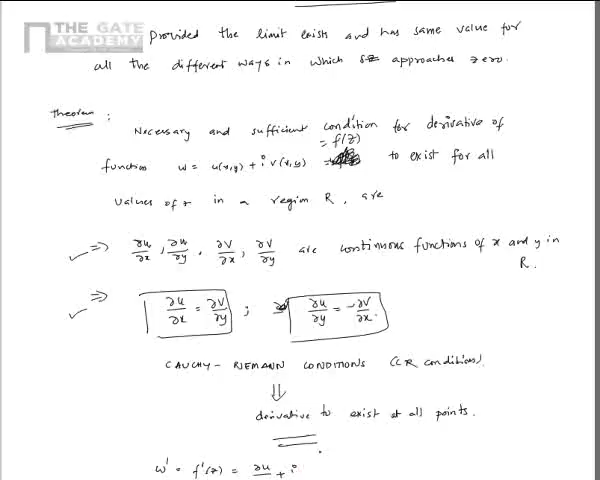 THE GATE
ACADEMY
Provided the limit exists and has same value for
all the different ways in which δz approaches zero.
Theorem :
Necessary and sufficient condition for derivative of
= f(z)
function w = u(x,y) + i v(x,y) to exist for all
values of z in a region R, are
✓ ⇒ ∂u/∂x, ∂u/∂y, ∂v/∂x, ∂v/∂y are continuous functions of x and y in
R.
✓ ⇒ ∂u/∂x = ∂v/∂y ; ∂u/∂y = -∂v/∂x.
CAUCHY - RIEMANN CONDITIONS (CR conditions).
⇓
derivative to exist at all points.
w' = f'(z) = ∂u + i